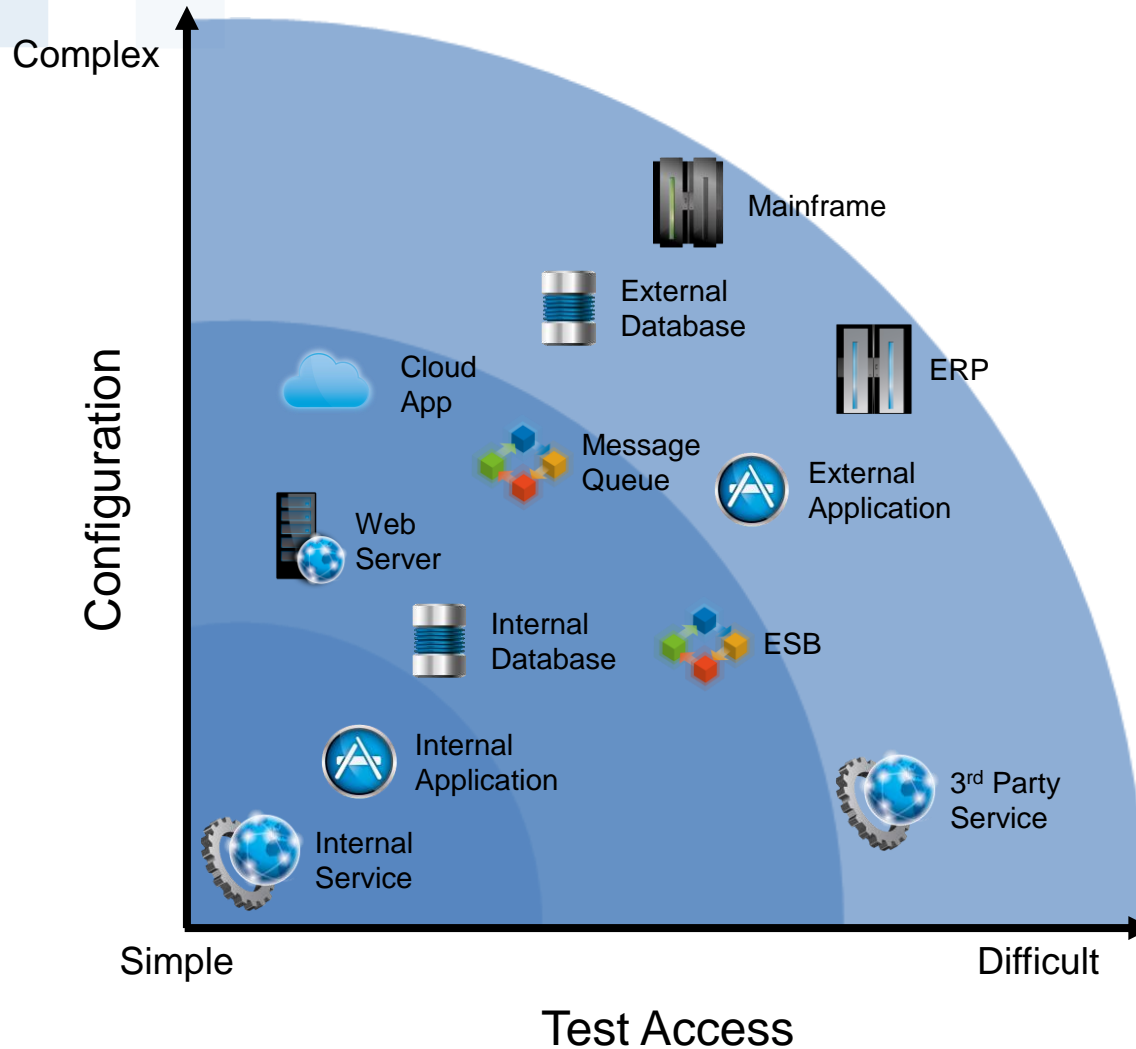 Complex
Mainframe
External
Database
Cloud
App
ERP
Configuration
Message
Queue
External
Application
Web
Server
Internal
Database
ESB
Internal
Application
3rd Party
Service
Internal
Service
Simple
Difficult
Test Access